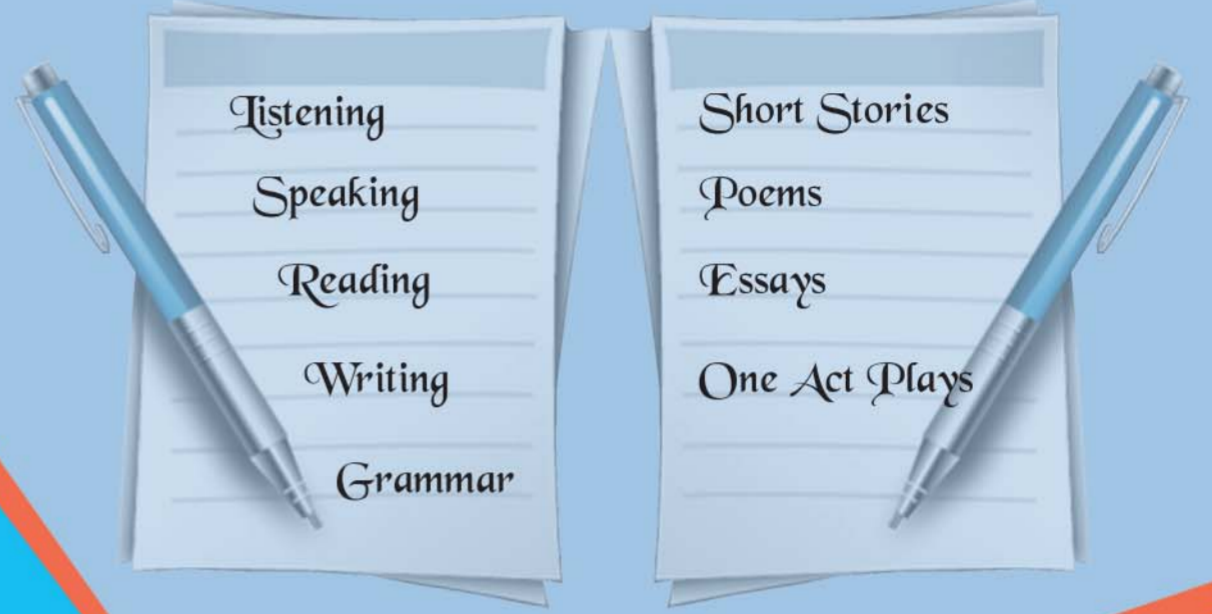 Listening
Speaking
Reading
Writing
Grammar
Short Stories
Poems
Essays
One Act Plays